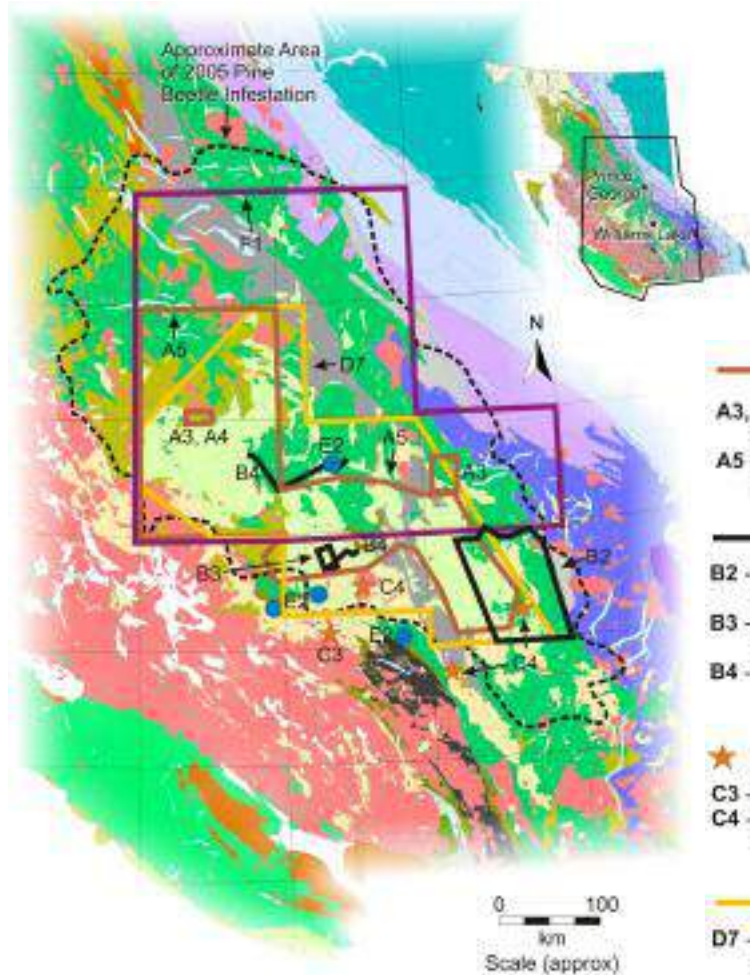 Approximate Area
of 2005 Pine
Beetle Infestation
Prince
George
Williams Lake
F1
N
A5
D7
A3,
A5
A3, A4
E2
A5
B4
A3
B2
B4
B3
B2 -
C4
B3 -
C3
C4
B4 -
C3 -
C4 -
0 100
km
Scale (approx)
D7 -